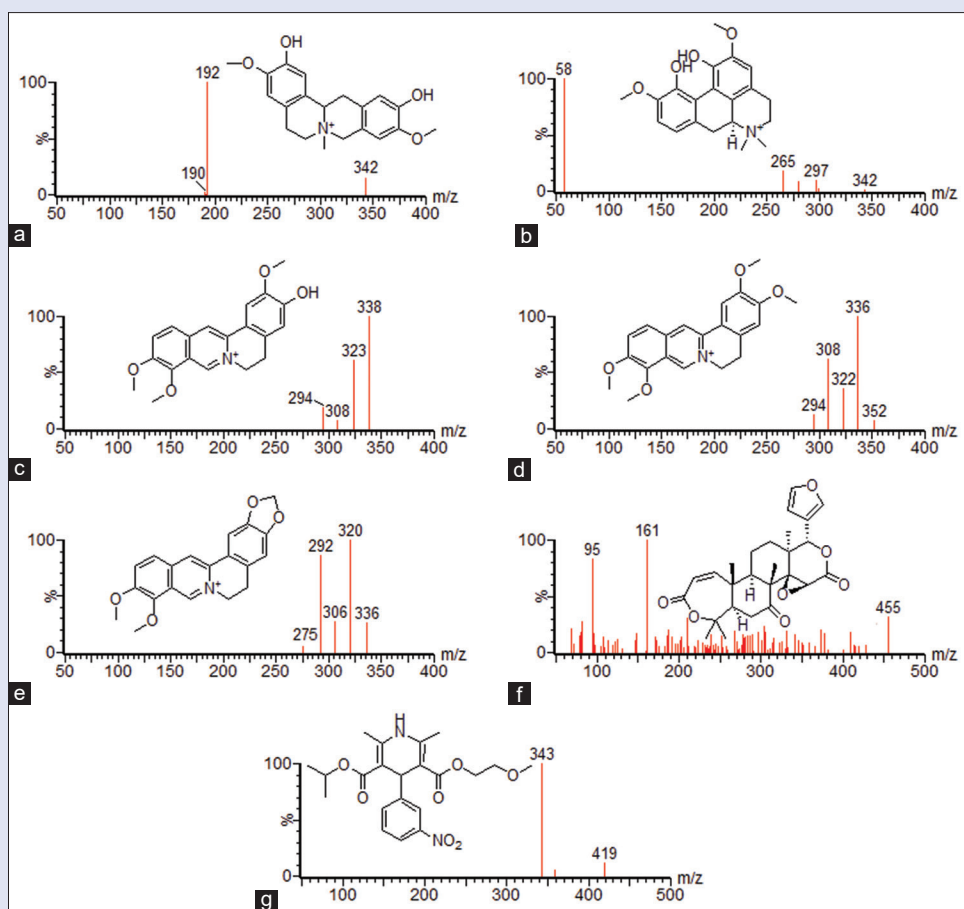 100
%
0
50 100 150 200 250 300 350 400 m/z
192
190
342
OH
O
N+
OH
O
a
100
%
0
50 100 150 200 250 300 350 400
m/z
58
265
297
342
O
HO
OH
O
H
N+
b
100
%
0
50 100 150 200 250 300 350 400 m/z
294
308
323
338
O
OH
N+
O
O
c
100
%
0
50 100 150 200 250 300 350 400 m/z
294
308
322
336
352
O
O
N+
O
O
d
100
%
0
50 100 150 200 250 300 350 400 m/z
275
292
306
320
336
O
O
N+
O
O
e
100
%
0
100 200 300 400 500
m/z
95
161
455
O
O
O
H
H
O
O
O
O
f
100
%
0
100 200 300 400 500
m/z
343
419
H
N
O
O
O
O
O
NO2
g